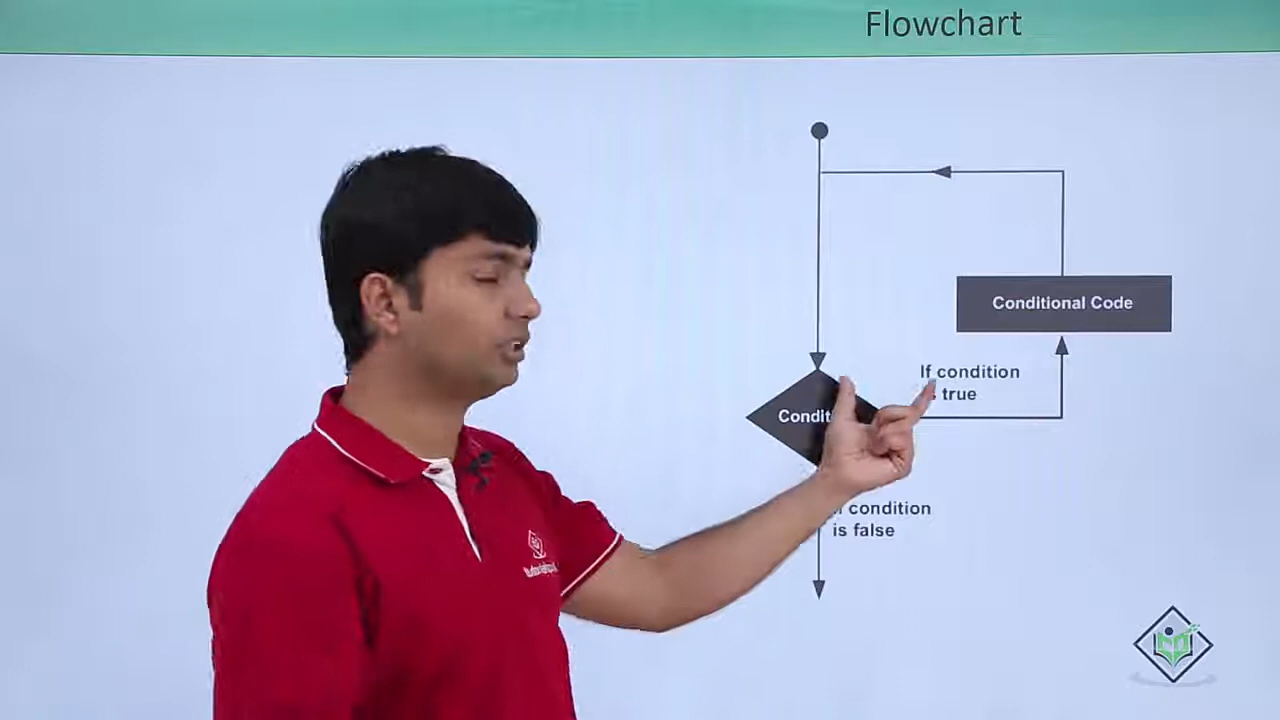 Flowchart
Conditional Code
If condition
true
Condit
condition
is false